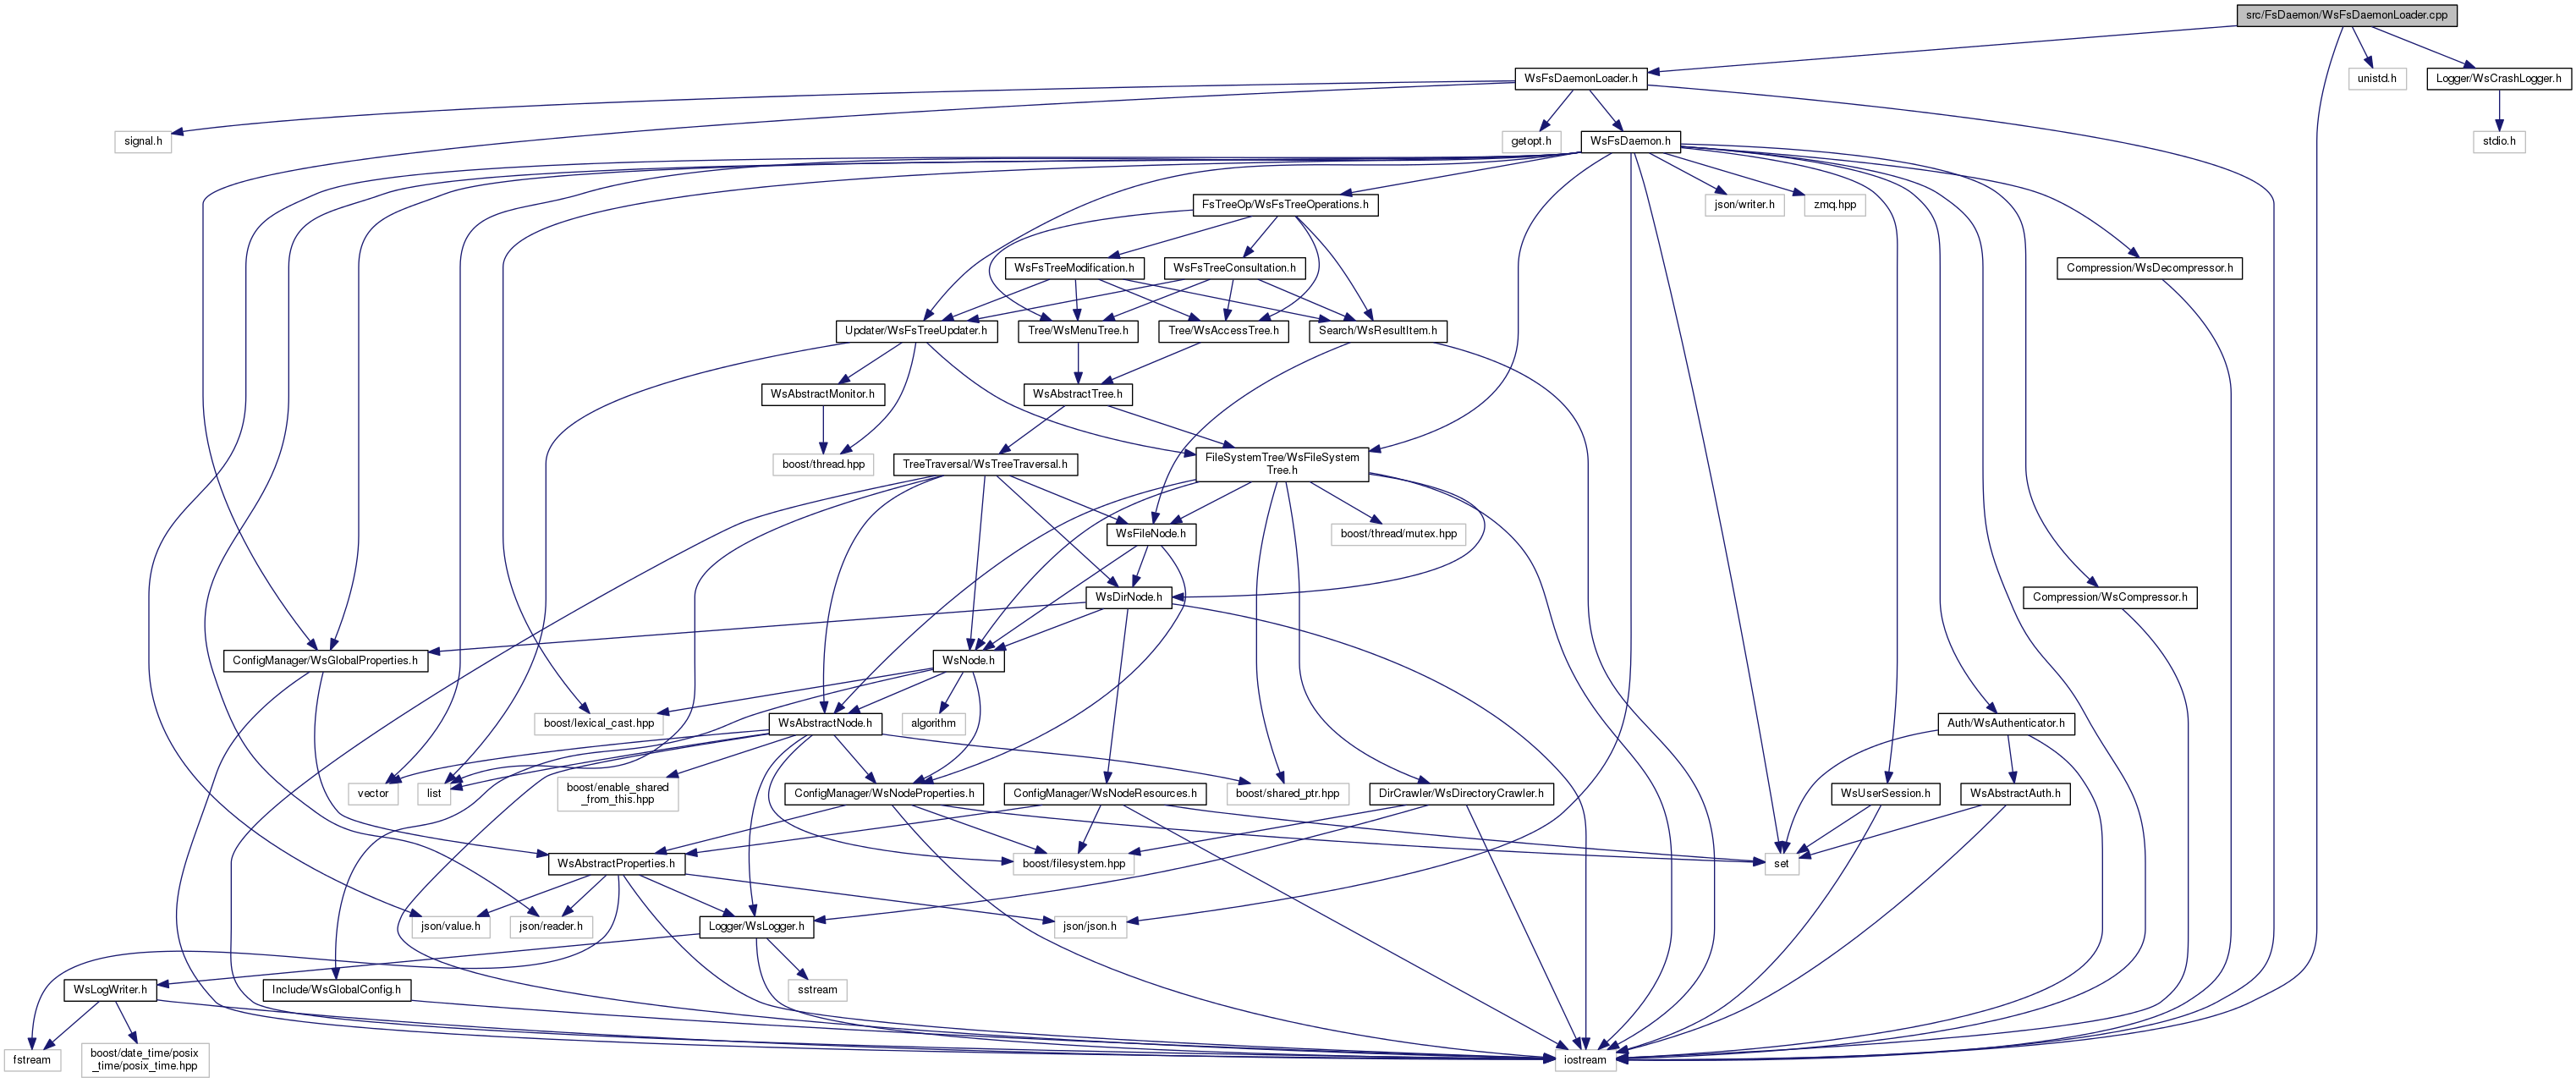 src/FsDaemon/WsFsDaemonLoader.cpp
WsFsDaemonLoader.h
unistd.h
Logger/WsCrashLogger.h
signal.h
getopt.h
WsFsDaemon.h
stdio.h
FsTreeOp/WsFsTreeOperations.h
json/writer.h
zmq.hpp
WsFsTreeModification.h
WsFsTreeConsultation.h
Compression/WsDecompressor.h
Updater/WsFsTreeUpdater.h
Tree/WsMenuTree.h
Tree/WsAccessTree.h
Search/WsResultItem.h
WsAbstractMonitor.h
WsAbstractTree.h
boost/thread.hpp
TreeTraversal/WsTreeTraversal.h
FileSystemTree/WsFileSystem
Tree.h
WsFileNode.h
boost/thread/mutex.hpp
WsDirNode.h
Compression/WsCompressor.h
ConfigManager/WsGlobalProperties.h
WsNode.h
boost/lexical_cast.hpp
WsAbstractNode.h
algorithm
Auth/WsAuthenticator.h
vector
list
boost/enable_shared
_from_this.hpp
ConfigManager/WsNodeProperties.h
ConfigManager/WsNodeResources.h
boost/shared_ptr.hpp
DirCrawler/WsDirectoryCrawler.h
WsUserSession.h
WsAbstractAuth.h
WsAbstractProperties.h
boost/filesystem.hpp
set
json/value.h
json/reader.h
Logger/WsLogger.h
json/json.h
WsLogWriter.h
Include/WsGlobalConfig.h
sstream
fstream
boost/date_time/posix
_time/posix_time.hpp
iostream